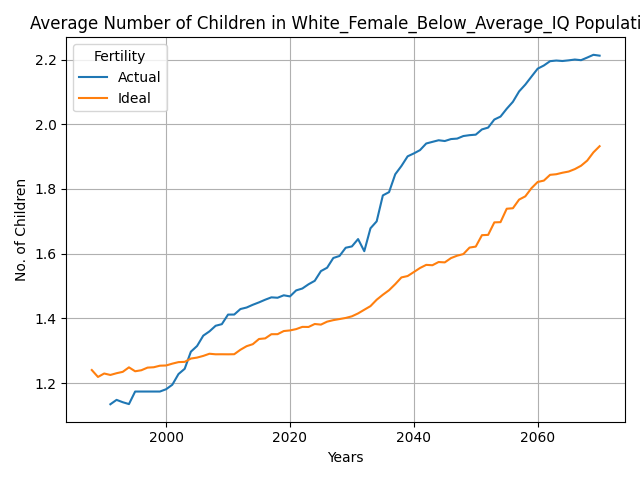 Average Number of Children in White_Female_Below_Average_IQ Populati
Fertility
Actual
Ideal
2.2
2.0
1.8
1.6
1.4
1.2
No. of Children
2000 2020 2040 2060
Years